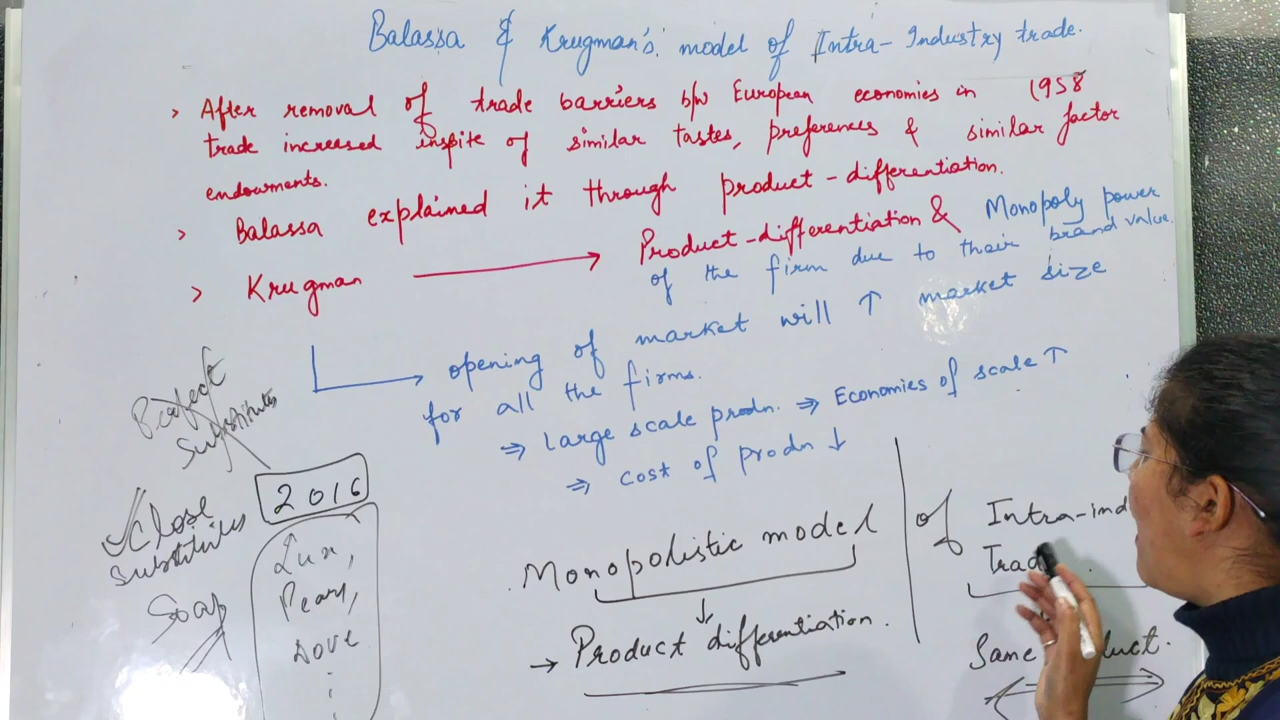 Balassa & Krugman's model of Intra-Industry trade.
> After removal of trade barriers b/w European economies in 1958
trade increased inspite of similar tastes, preferences & similar factor
endowments.
> Balassa explained it through product-differentiation.
> Krugman → Product-differentiation & Monopoly power
of the firm due to their brand value.
opening of market will ↑ market size
for all the firms.
⇒ large scale prodn. ⇒ Economies of scale ↑
⇒ cost of prodn ↓
Perfect
Substitutes
✓ Close
Substitutes
Soap
2016
Lux,
Pears,
Dove
Monopolistic model
→ Product differentiation.
of Intra-ind
Trad
Same duct.